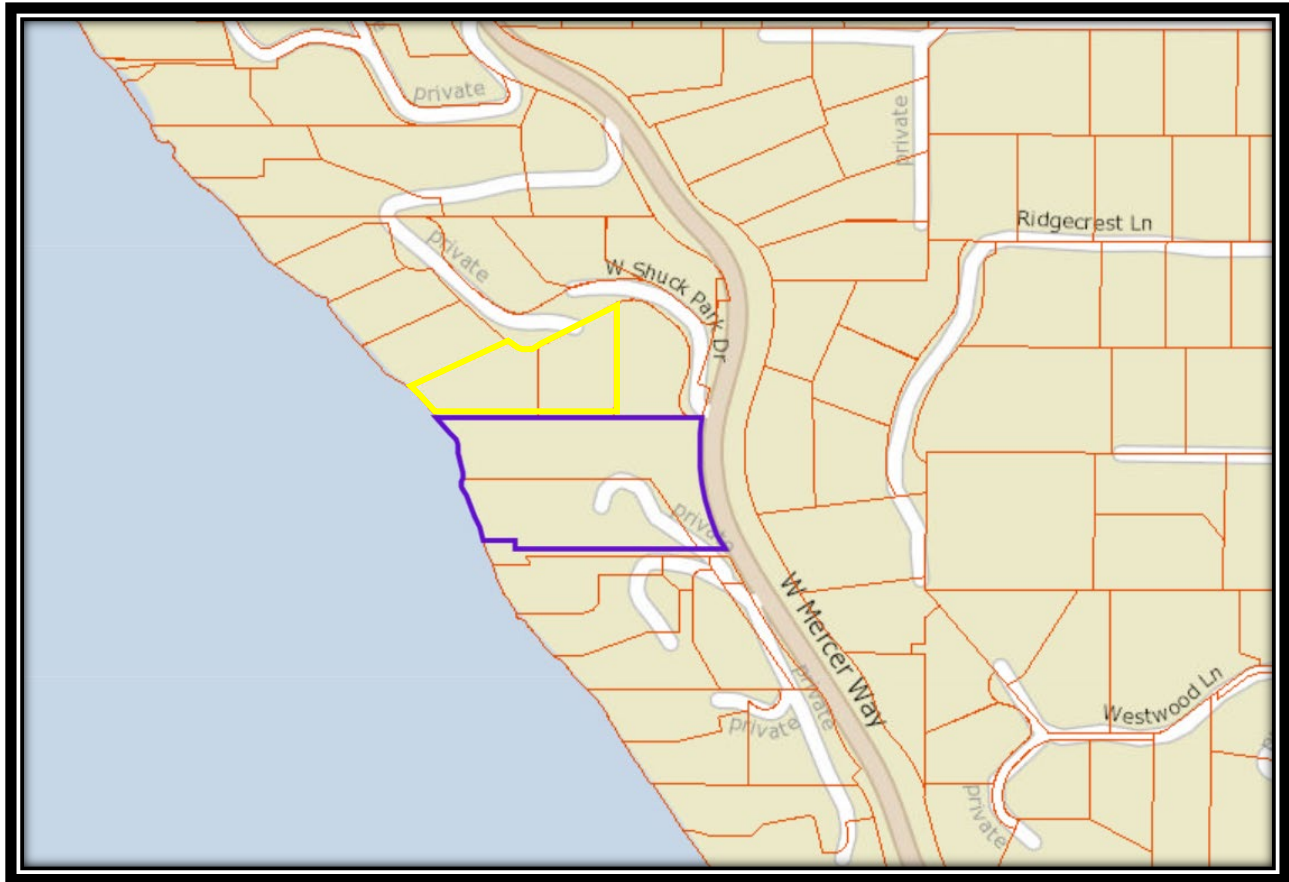 private
private
Ridgecrest Ln
private
W Shuck Park Dr
private
W Mercer Way
private
private
Westwood Ln
private